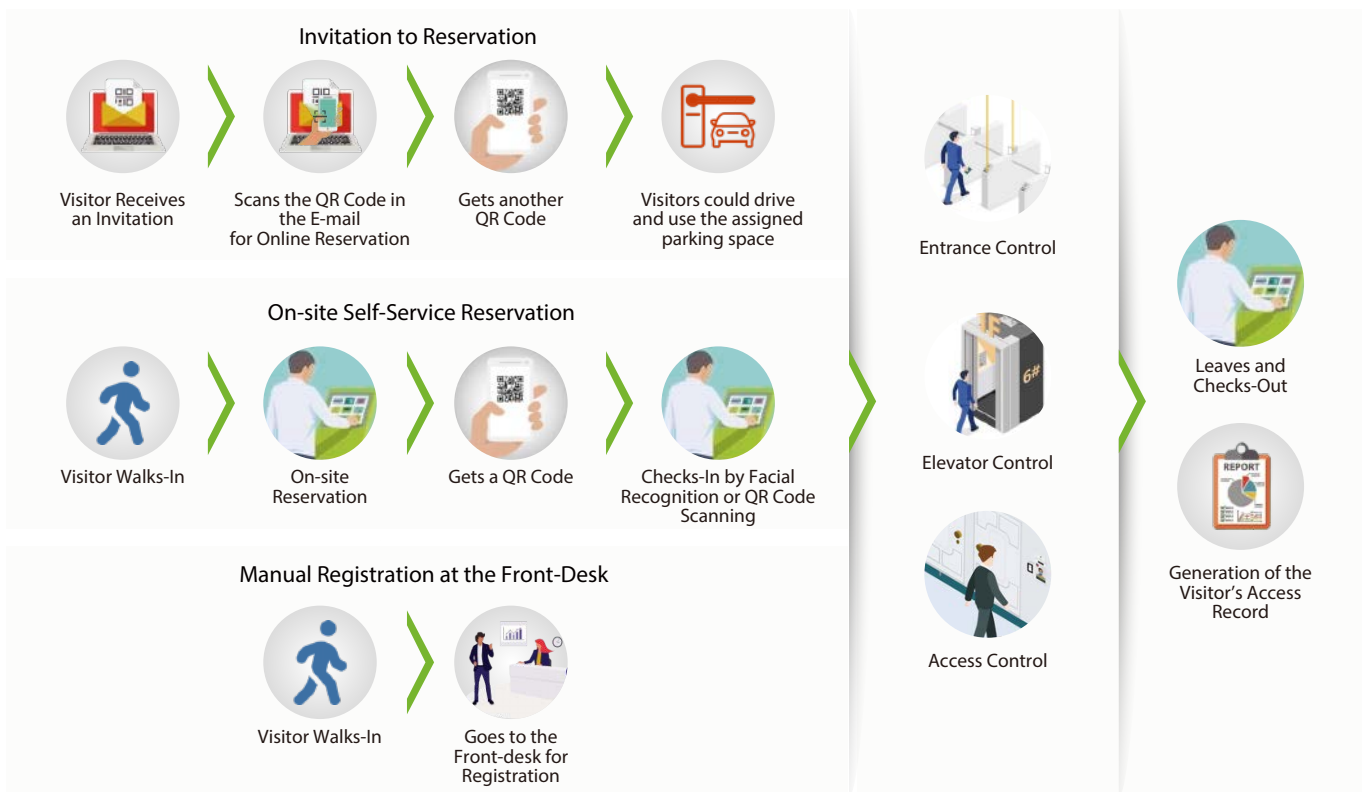 Invitation to Reservation
Visitor Receives
an Invitation
Scans the QR Code in
the E-mail
for Online Reservation
Gets another
QR Code
Visitors could drive
and use the assigned
parking space
On-site Self-Service Reservation
Visitor Walks-In
On-site
Reservation
Gets a QR Code
Checks-In by Facial
Recognition or QR Code
Scanning
Manual Registration at the Front-Desk
Visitor Walks-In
Goes to the
Front-desk for
Registration
Entrance Control
1F
6#
Elevator Control
Access Control
Leaves and
Checks-Out
REPORT
Generation of the
Visitor's Access
Record